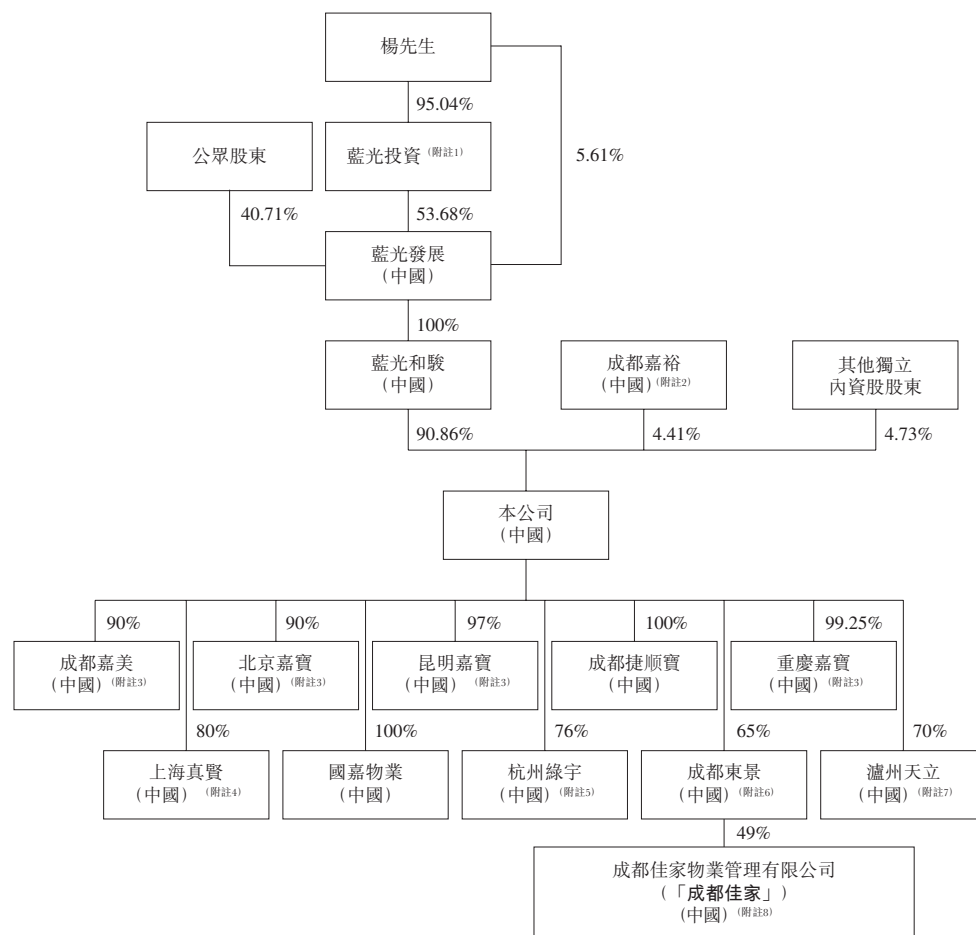 楊先生
95.04%
公眾股東
藍光投資 (附註1)
5.61%
40.71%
53.68%
藍光發展
(中國)
100%
藍光和駿
(中國)
成都嘉裕
(中國) (附註2)
其他獨立
內資股股東
90.86%
4.41%
4.73%
本公司
(中國)
90%
90%
97%
100%
99.25%
成都嘉美
(中國) (附註3)
北京嘉寶
(中國) (附註3)
昆明嘉寶
(中國) (附註3)
成都捷順寶
(中國)
重慶嘉寶
(中國) (附註3)
80%
100%
76%
65%
70%
上海真賢
(中國) (附註4)
國嘉物業
(中國)
杭州綠宇
(中國) (附註5)
成都東景
(中國) (附註6)
瀘州天立
(中國) (附註7)
49%
成都佳家物業管理有限公司
(「成都佳家」)
(中國) (附註8)